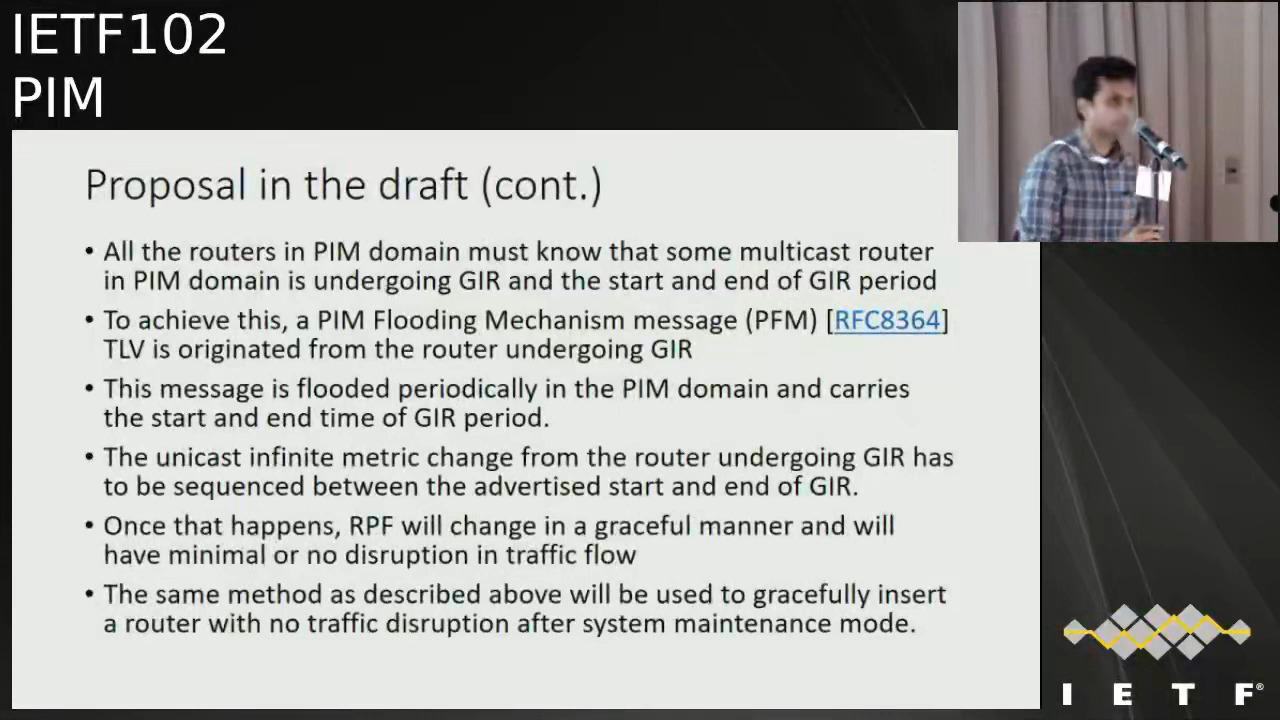 IETF102
PIM
Proposal in the draft (cont.)
• All the routers in PIM domain must know that some multicast router
in PIM domain is undergoing GIR and the start and end of GIR period
• To achieve this, a PIM Flooding Mechanism message (PFM) [RFC8364]
TLV is originated from the router undergoing GIR
• This message is flooded periodically in the PIM domain and carries
the start and end time of GIR period.
• The unicast infinite metric change from the router undergoing GIR has
to be sequenced between the advertised start and end of GIR.
• Once that happens, RPF will change in a graceful manner and will
have minimal or no disruption in traffic flow
• The same method as described above will be used to gracefully insert
a router with no traffic disruption after system maintenance mode.
I E T F®